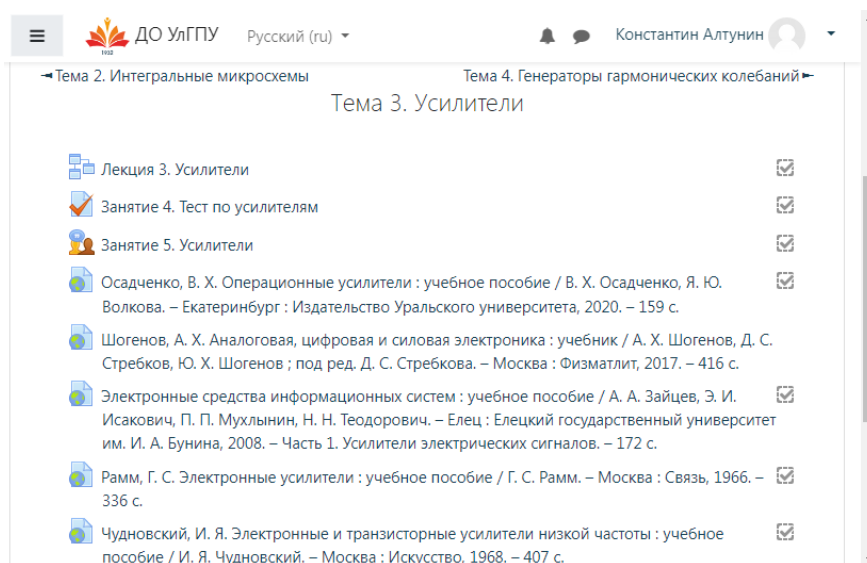 ДО УлГПУ Русский (ru) Константин Алтунин
1932
Тема 2. Интегральные микросхемы Тема 4. Генераторы гармонических колебаний
Тема 3. Усилители
Лекция 3. Усилители
Занятие 4. Тест по усилителям
Занятие 5. Усилители
Осадченко, В. Х. Операционные усилители : учебное пособие / В. Х. Осадченко, Я. Ю.
Волкова. – Екатеринбург : Издательство Уральского университета, 2020. – 159 с.
Шогенов, А. Х. Аналоговая, цифровая и силовая электроника : учебник / А. Х. Шогенов, Д. С.
Стребков, Ю. Х. Шогенов ; под ред. Д. С. Стребкова. – Москва : Физматлит, 2017. – 416 с.
Электронные средства информационных систем : учебное пособие / А. А. Зайцев, Э. И.
Исакович, П. П. Мухлынин, Н. Н. Теодорович. – Елец : Елецкий государственный университет
им. И. А. Бунина, 2008. – Часть 1. Усилители электрических сигналов. – 172 с.
Рамм, Г. С. Электронные усилители : учебное пособие / Г. С. Рамм. – Москва : Связь, 1966. –
336 с.
Чудновский, И. Я. Электронные и транзисторные усилители низкой частоты : учебное
пособие / И. Я. Чудновский. – Москва : Искусство, 1968. – 407 с.